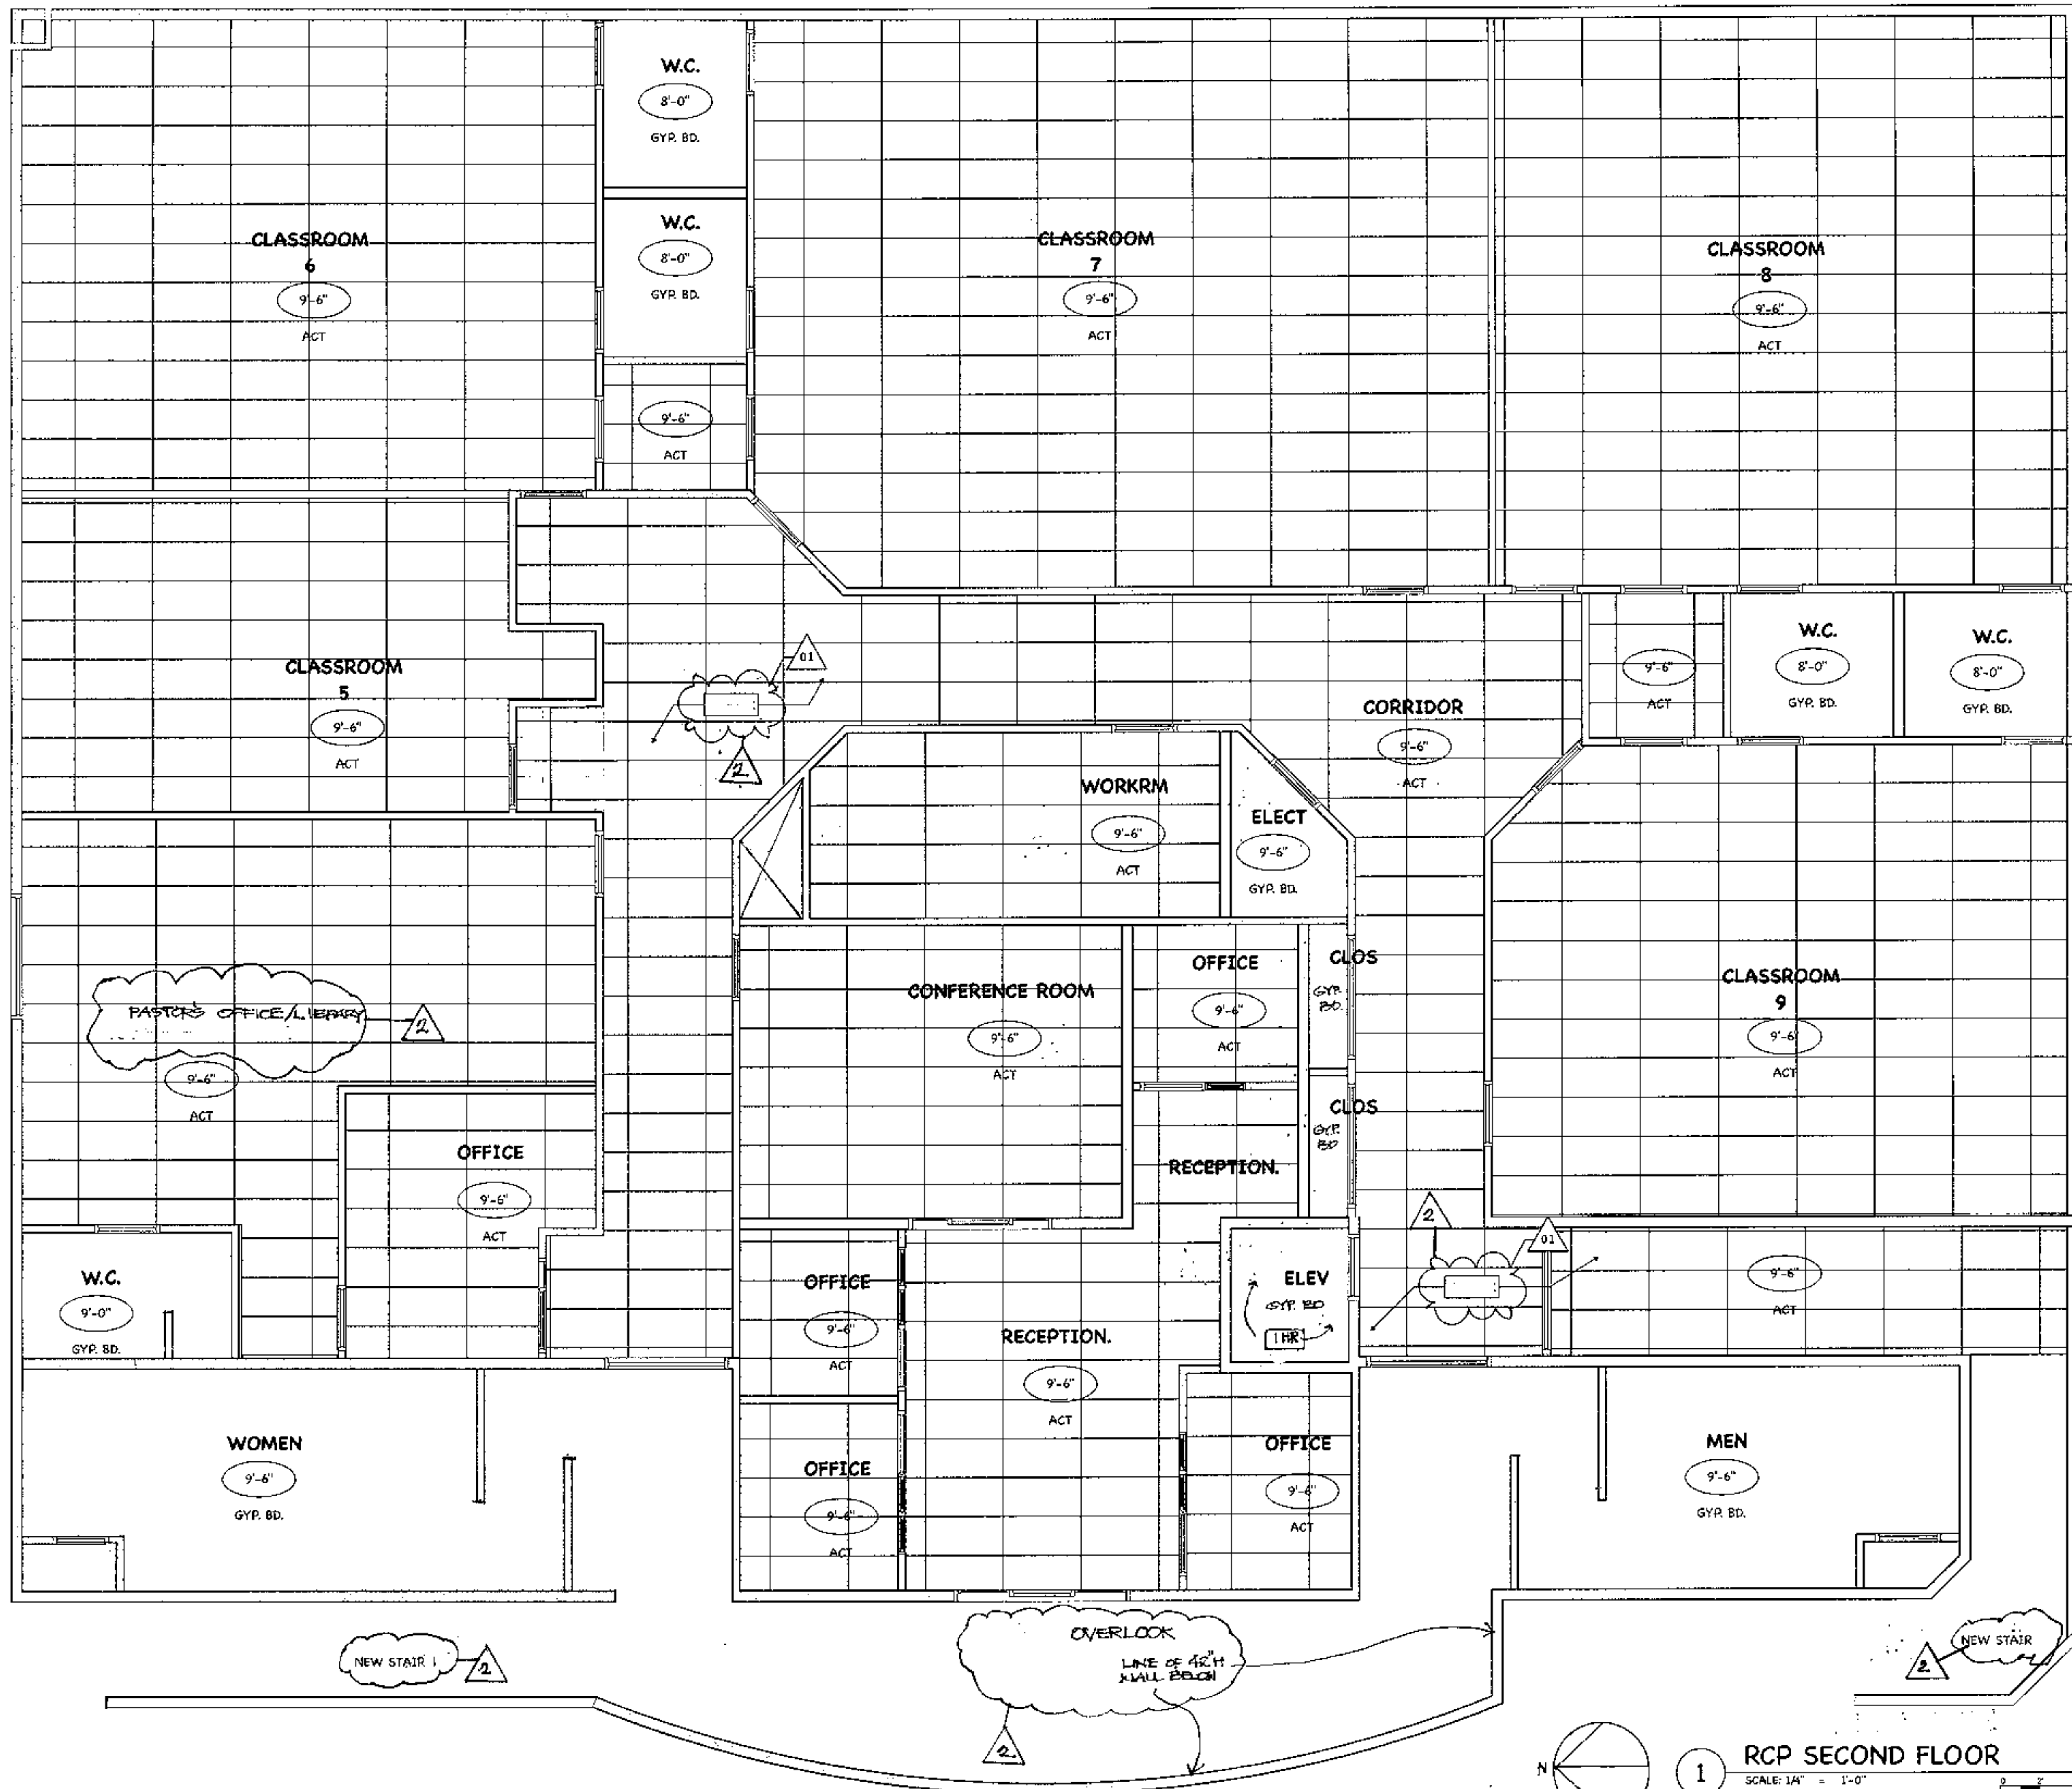 W.C.
8'-0"
GYP. BD.
W.C.
8'-0"
GYP. BD.
CLASSROOM
6
9'-6"
ACT
CLASSROOM
7
9'-6"
ACT
CLASSROOM
8
9'-6"
ACT
9'-6"
ACT
CLASSROOM
5
9'-6"
ACT
01
2
CORRIDOR
9'-6"
ACT
9'-6"
ACT
W.C.
8'-0"
GYP. BD.
W.C.
8'-0"
GYP. BD.
WORKRM
9'-6"
ACT
ELECT
9'-6"
GYP. BD.
PASTOR'S OFFICE/LIBRARY
2
9'-6"
ACT
CONFERENCE ROOM
9'-6"
ACT
OFFICE
9'-6"
ACT
CLOS
GYP.
BD.
CLASSROOM
9
9'-6"
ACT
CLOS
GYP.
BD
OFFICE
9'-6"
ACT
RECEPTION.
2
01
W.C.
9'-0"
GYP. BD.
OFFICE
9'-6"
ACT
RECEPTION.
9'-6"
ACT
ELEV
GYP. BD
1 HR
9'-6"
ACT
WOMEN
9'-6"
GYP. BD.
OFFICE
9'-6"
ACT
OFFICE
9'-6"
ACT
MEN
9'-6"
GYP. BD.
NEW STAIR 1
2
OVERLOOK
LINE OF 42"H
WALL BELOW
2
NEW STAIR
2
N
1
RCP SECOND FLOOR
SCALE: 1/4" = 1'-0"
0 2'